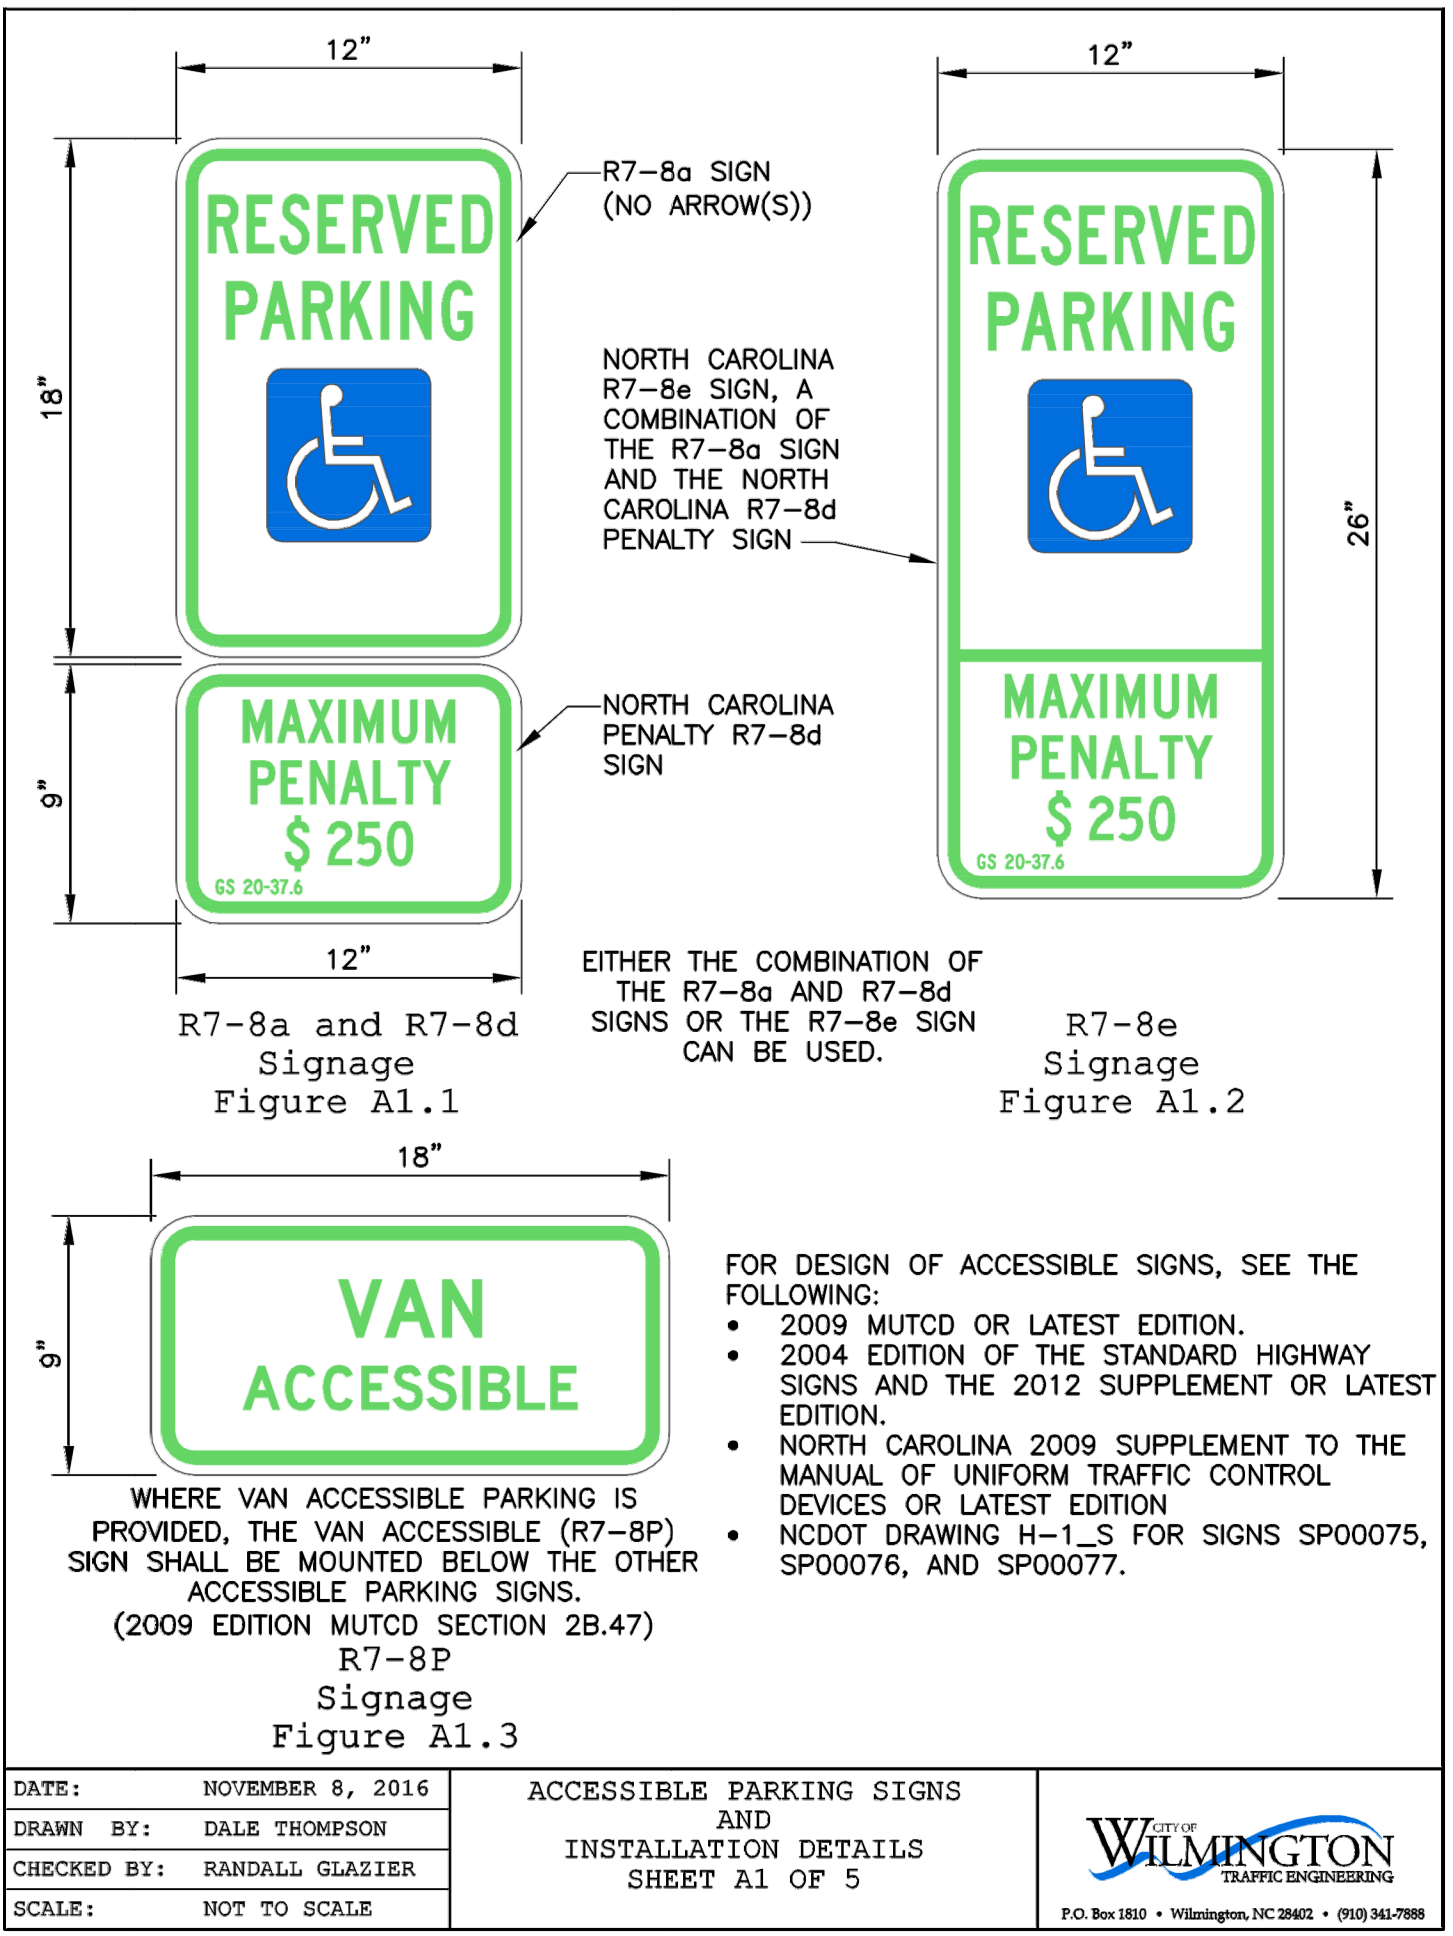 12"
18"
RESERVED
PARKING
R7-8a SIGN
(NO ARROW(S))
9"
MAXIMUM
PENALTY
$ 250
GS 20-37.6
NORTH CAROLINA
PENALTY R7-8d
SIGN
12"
R7-8a and R7-8d
Signage
Figure A1.1
NORTH CAROLINA
R7-8e SIGN, A
COMBINATION OF
THE R7-8a SIGN
AND THE NORTH
CAROLINA R7-8d
PENALTY SIGN
12"
26"
RESERVED
PARKING
MAXIMUM
PENALTY
$ 250
GS 20-37.6
EITHER THE COMBINATION OF
THE R7-8a AND R7-8d
SIGNS OR THE R7-8e SIGN
CAN BE USED.
R7-8e
Signage
Figure A1.2
18"
9"
VAN
ACCESSIBLE
WHERE VAN ACCESSIBLE PARKING IS
PROVIDED, THE VAN ACCESSIBLE (R7-8P)
SIGN SHALL BE MOUNTED BELOW THE OTHER
ACCESSIBLE PARKING SIGNS.
(2009 EDITION MUTCD SECTION 2B.47)
R7-8P
Signage
Figure A1.3
FOR DESIGN OF ACCESSIBLE SIGNS, SEE THE
FOLLOWING:
• 2009 MUTCD OR LATEST EDITION.
• 2004 EDITION OF THE STANDARD HIGHWAY
SIGNS AND THE 2012 SUPPLEMENT OR LATEST
EDITION.
• NORTH CAROLINA 2009 SUPPLEMENT TO THE
MANUAL OF UNIFORM TRAFFIC CONTROL
DEVICES OR LATEST EDITION
• NCDOT DRAWING H-1_S FOR SIGNS SP00075,
SP00076, AND SP00077.
DATE: NOVEMBER 8, 2016
DRAWN BY: DALE THOMPSON
CHECKED BY: RANDALL GLAZIER
SCALE: NOT TO SCALE
ACCESSIBLE PARKING SIGNS
AND
INSTALLATION DETAILS
SHEET A1 OF 5
CITY OF
WILMINGTON
TRAFFIC ENGINEERING
P.O. Box 1810 • Wilmington, NC 28402 • (910) 341-7888